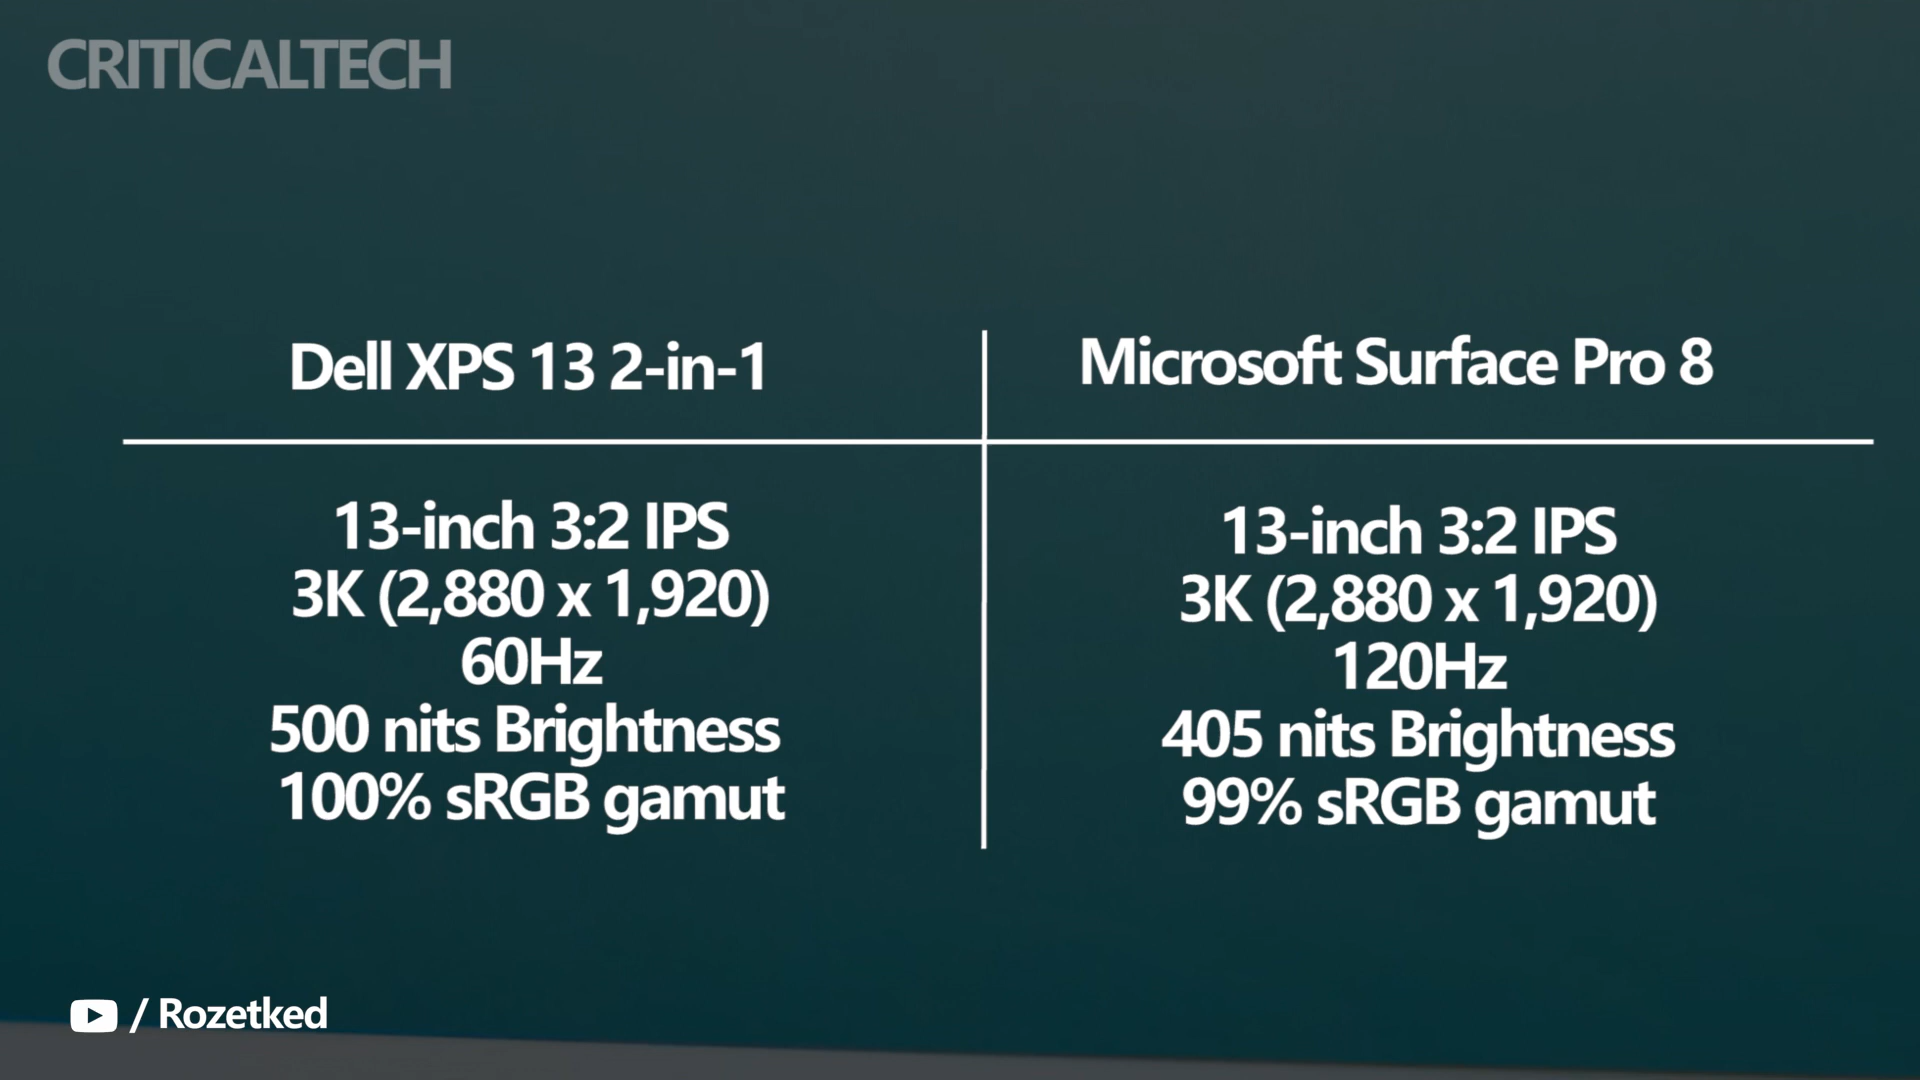 CRITICALTECH
Dell XPS 13 2-in-1
13-inch 3:2 IPS
3K (2,880 x 1,920)
60Hz
500 nits Brightness
100% sRGB gamut
Microsoft Surface Pro 8
13-inch 3:2 IPS
3K (2,880 x 1,920)
120Hz
405 nits Brightness
99% sRGB gamut
/ Rozetked